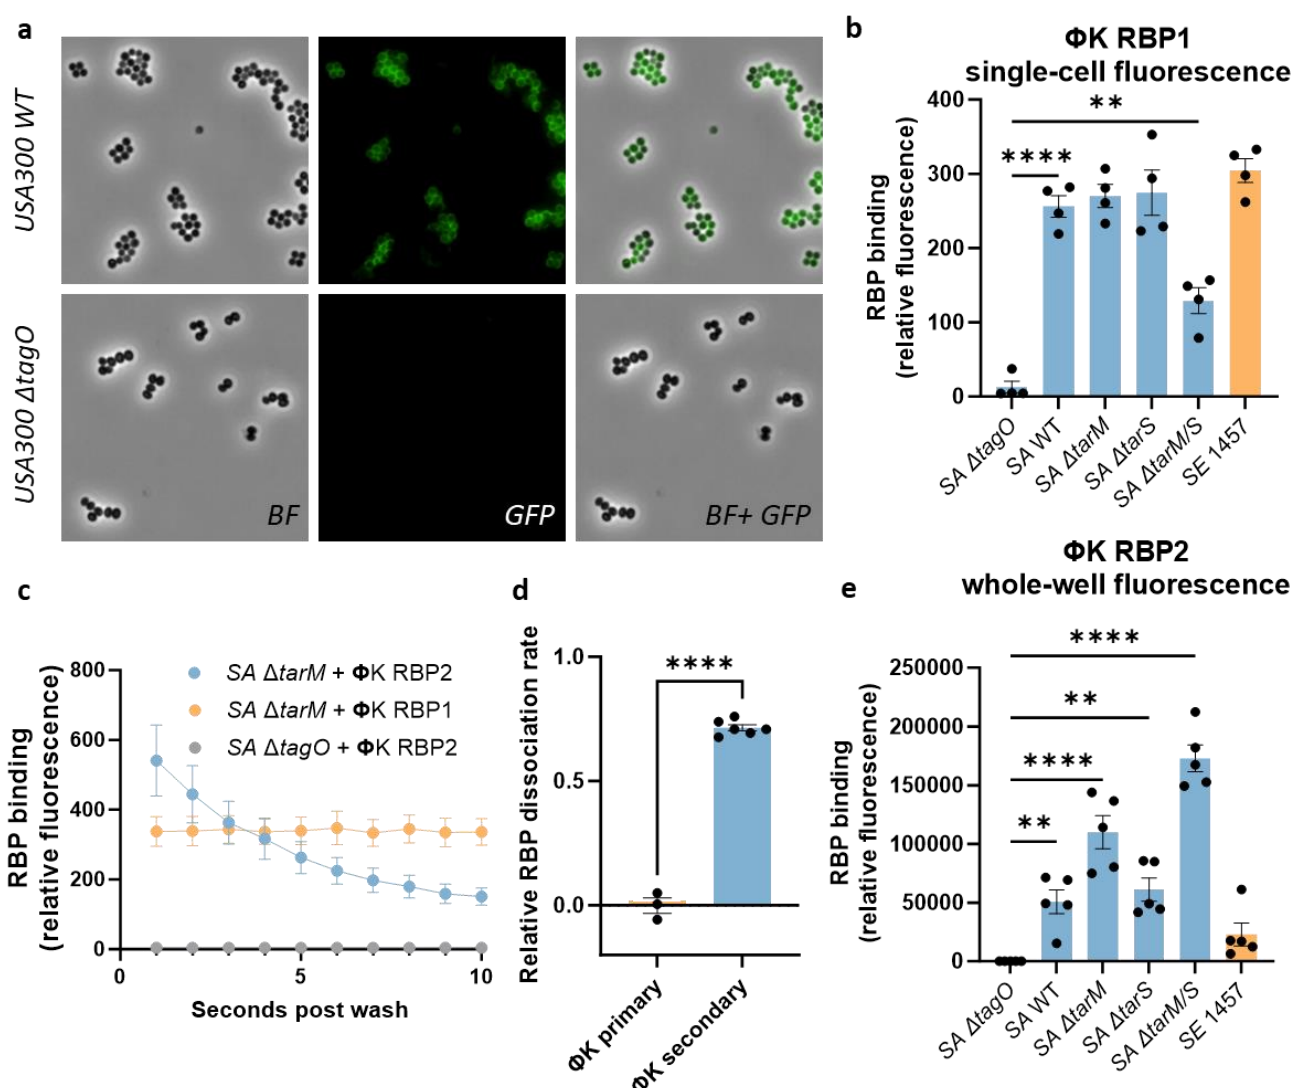 a
USA300 WT
USA300 ΔtagO
BF
GFP
BF+ GFP
b
ΦK RBP1
single-cell fluorescence
RBP binding
(relative fluorescence)
400
300
200
100
0
**
****
SA ΔtagO
SA WT
SA ΔtarM
SA ΔtarS
SA ΔtarM/S
SE 1457
c
RBP binding
(relative fluorescence)
800
600
400
200
0
SA ΔtarM + ΦK RBP2
SA ΔtarM + ΦK RBP1
SA ΔtagO + ΦK RBP2
0
5
10
Seconds post wash
d
Relative RBP dissociation rate
1.0
0.5
0.0
****
ΦK primary
ΦK secondary
e
ΦK RBP2
whole-well fluorescence
RBP binding
(relative fluorescence)
250000
200000
150000
100000
50000
0
****
**
****
**
SA ΔtagO
SA WT
SA ΔtarM
SA ΔtarS
SA ΔtarM/S
SE 1457